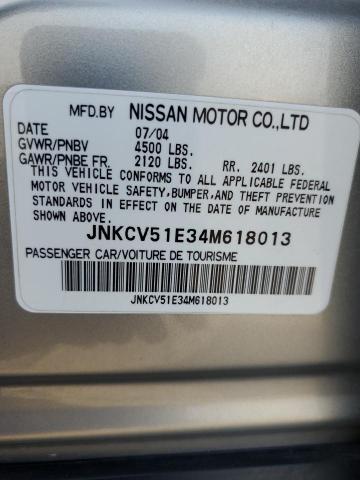 MFD.BY NISSAN MOTOR CO.,LTD
DATE 07/04
GVWR/PNBV 4500 LBS.
GAWR/PNBE FR. 2120 LBS. RR. 2401 LBS.
THIS VEHICLE CONFORMS TO ALL APPLICABLE FEDERAL
MOTOR VEHICLE SAFETY, BUMPER, AND THEFT PREVENTION
STANDARDS IN EFFECT ON THE DATE OF MANUFACTURE
SHOWN ABOVE.
JNKCV51E34M618013
PASSENGER CAR/VOITURE DE TOURISME
JNKCV51E34M618013